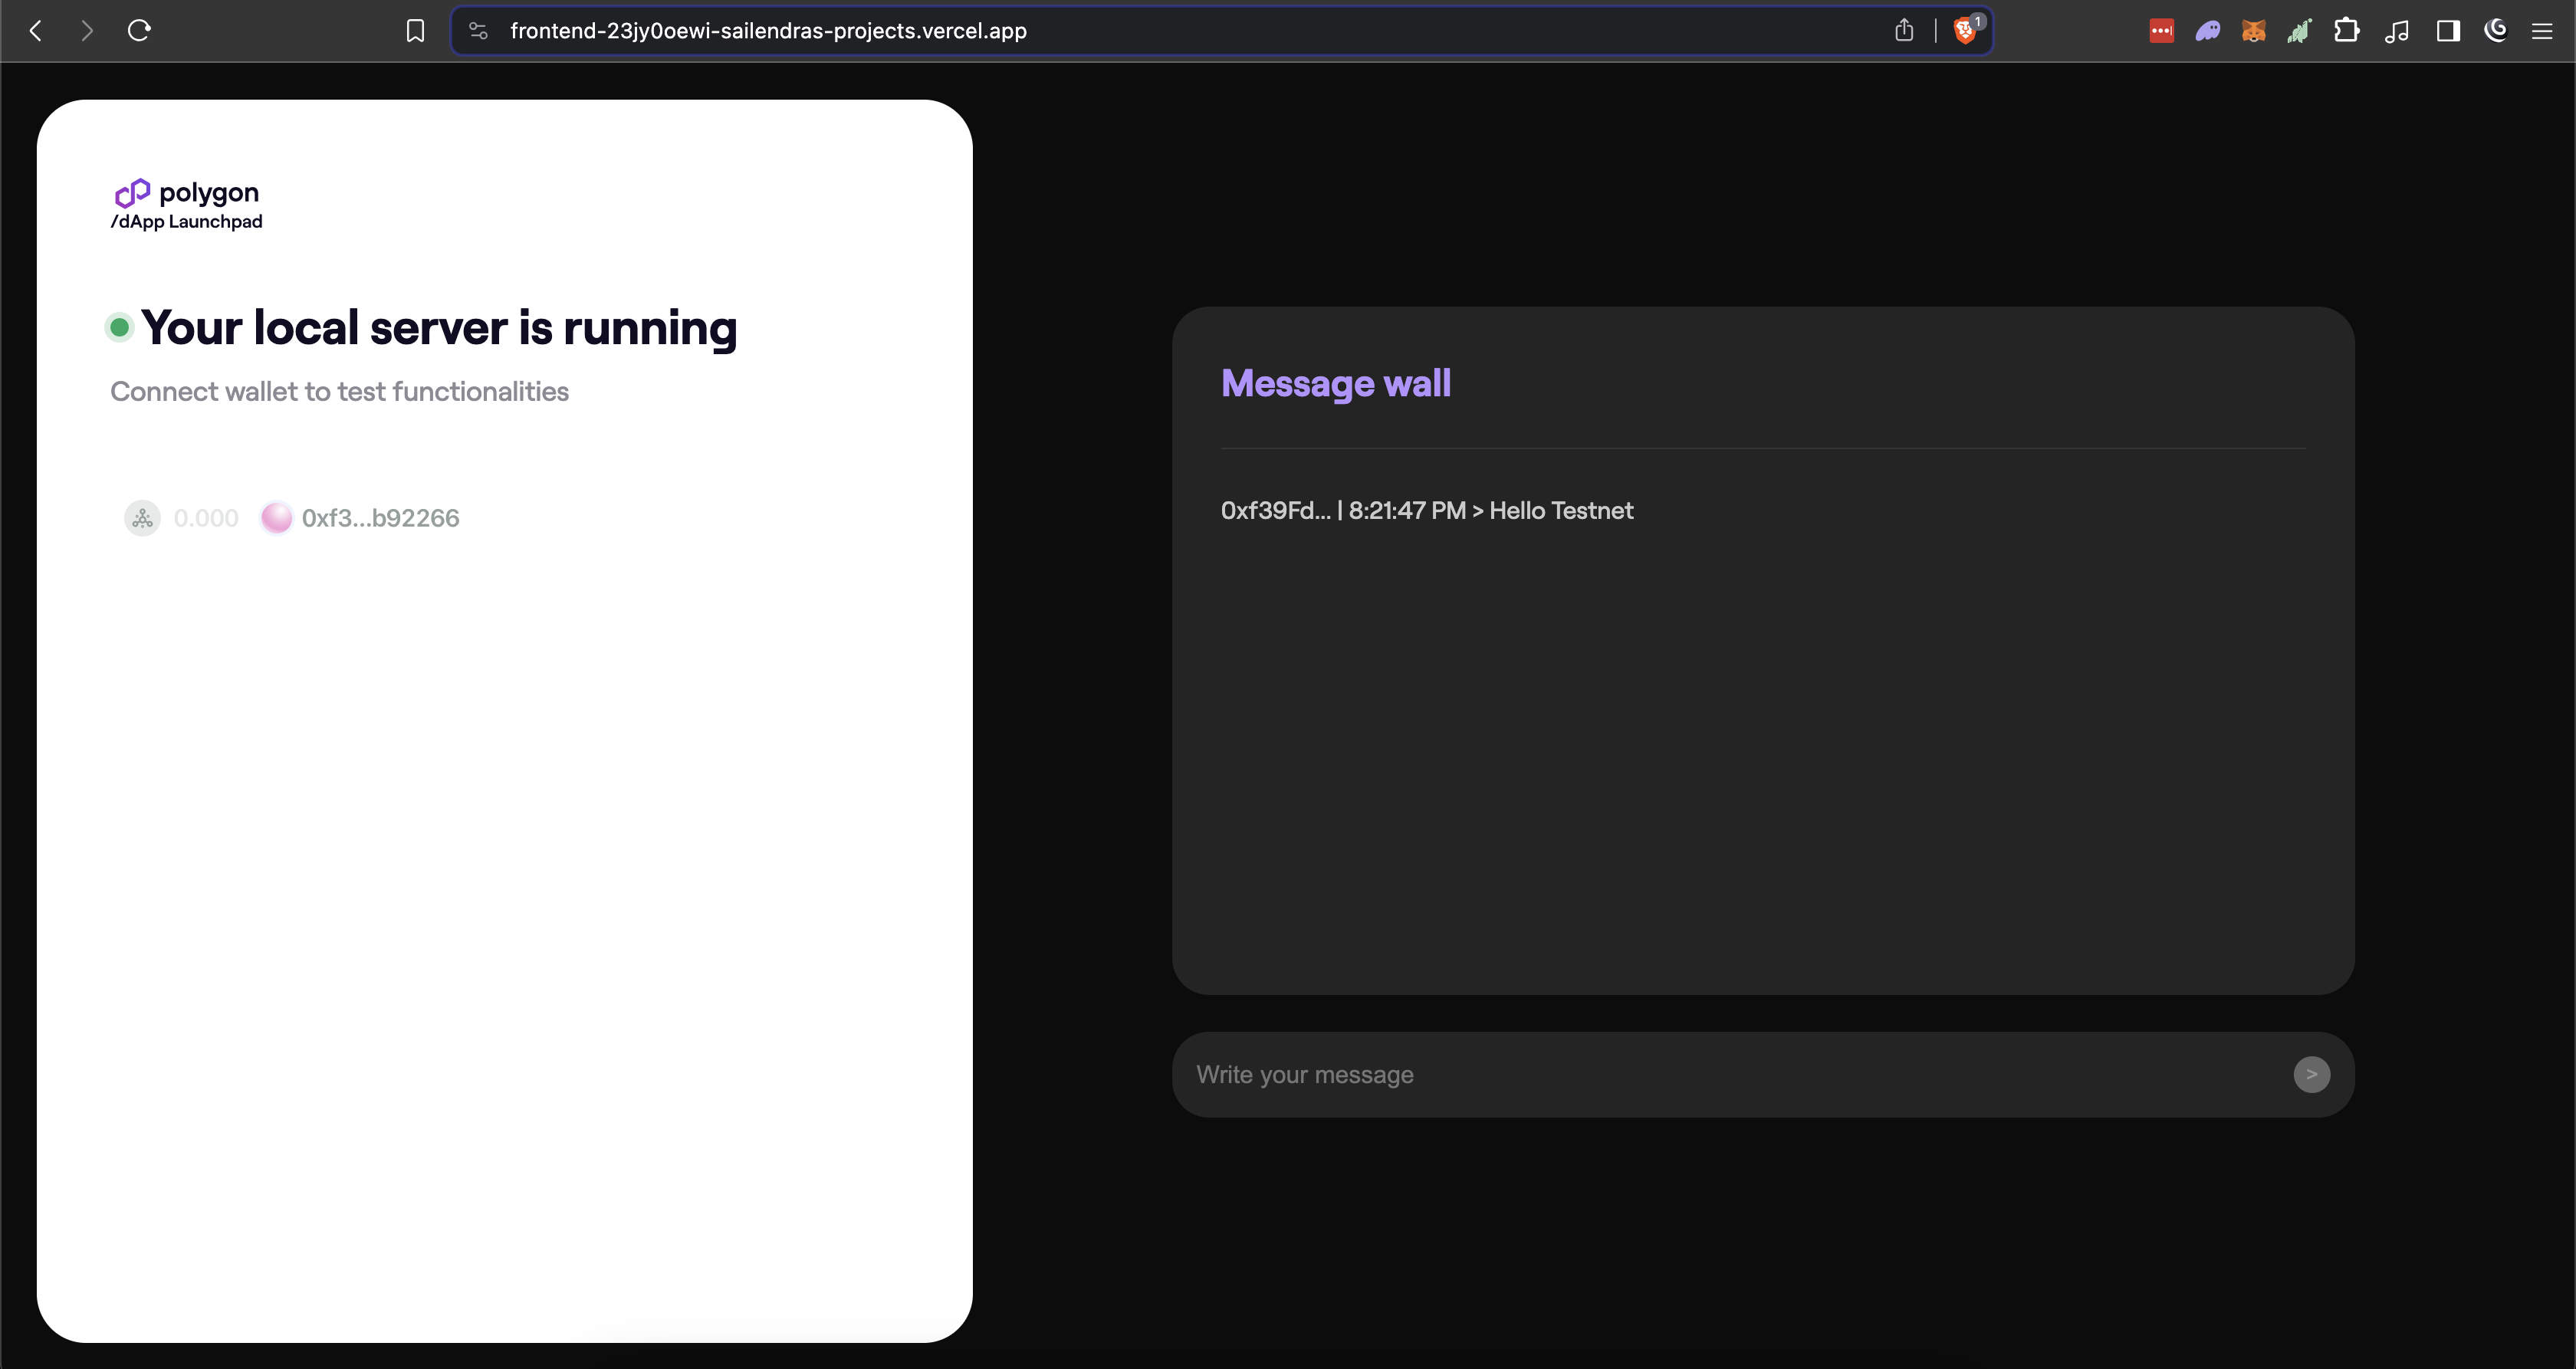 frontend-23jy0oewi-sailendras-projects.vercel.app
1
polygon
/dApp Launchpad
Your local server is running
Connect wallet to test functionalities
0.000 0xf3...b92266
Message wall
0xf39Fd... | 8:21:47 PM > Hello Testnet
Write your message
>